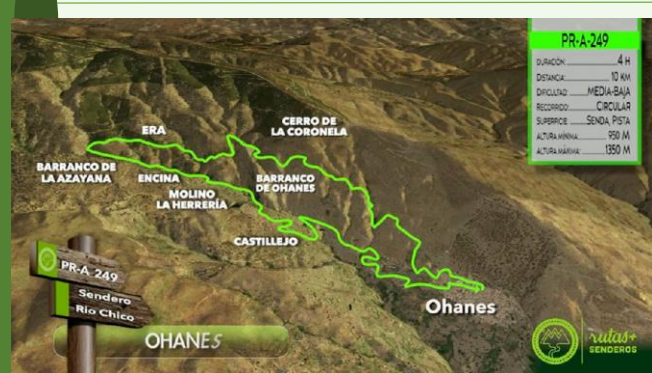 PR-A-249
DURACIÓN 4 H
DISTANCIA 10 KM
DIFICULTAD MEDIA-BAJA
RECORRIDO CIRCULAR
SUPERFICIE SENDA, PISTA
ALTURA MÍNIMA 950 M
ALTURA MÁXIMA 1350 M
CERRO DE
LA CORONELA
ERA
BARRANCO DE
LA AZAYANA
ENCINA
BARRANCO
DE OHANES
MOLINO
LA HERRERÍA
CASTILLEJO
Ohanes
PR-A 249
Sendero
Río Chico
OHANES
rutas+
SENDEROS